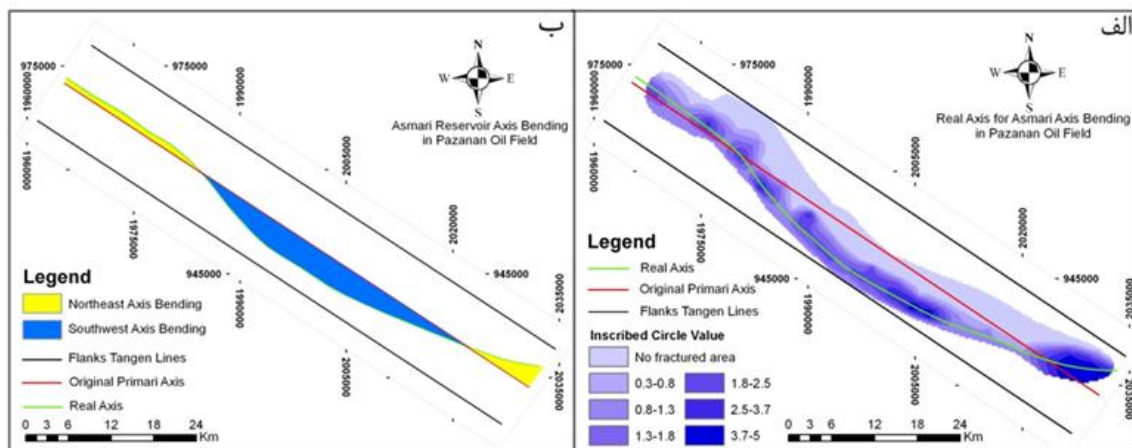 ب
N
W E
S
Asmari Reservoir Axis Bending
in Pazanan Oil Field
975000
1960000
1960000
975000
975000
1990000
2005000
2020000
945000
2035000
945000
1990000
2005000
2035000
Legend
Northeast Axis Bending
Southwest Axis Bending
Flanks Tangen Lines
Original Primari Axis
Real Axis
0 3 6 12 18 24
Km
الف
N
W E
S
Real Axis for Asmari Axis Bending
in Pazanan Oil Field
975000
1960000
1960000
975000
1975000
1990000
2005000
2020000
945000
2035000
945000
1990000
2005000
2035000
Legend
Real Axis
Original Primari Axis
Flanks Tangen Lines
Inscribed Circle Value
No fractured area
0.3-0.8 1.8-2.5
0.8-1.3 2.5-3.7
1.3-1.8 3.7-5
0 3 6 12 18 24
Km